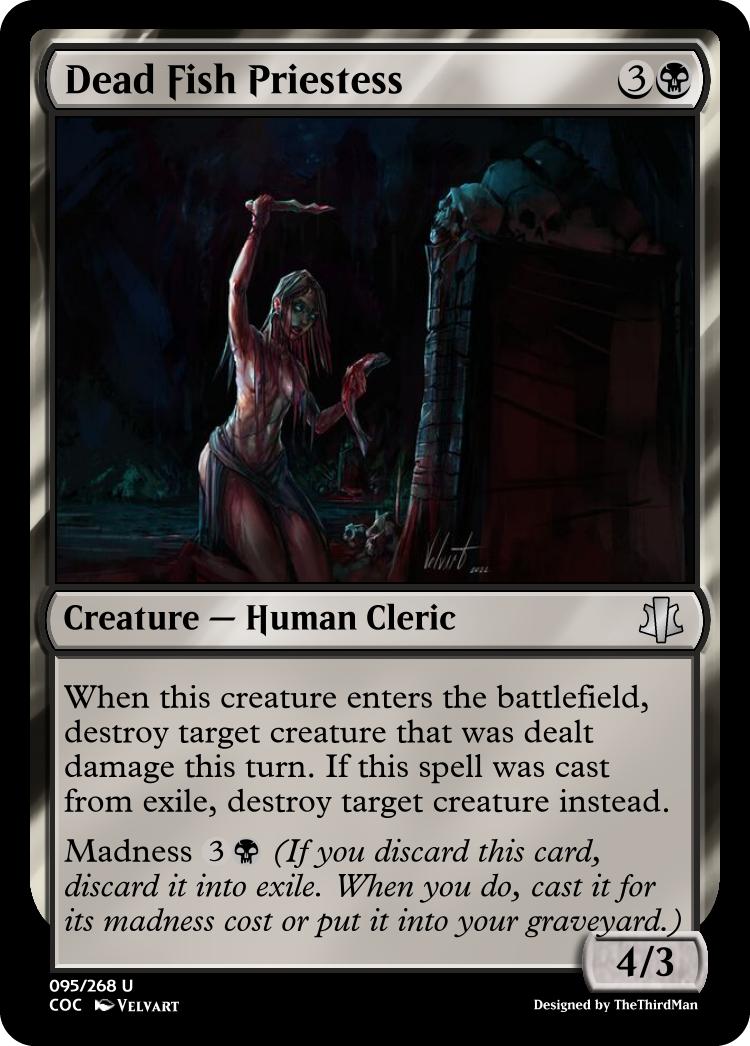 Dead Fish Priestess 3
Velvart 2022
Creature — Human Cleric
When this creature enters the battlefield,
destroy target creature that was dealt
damage this turn. If this spell was cast
from exile, destroy target creature instead.
Madness 3 (If you discard this card,
discard it into exile. When you do, cast it for
its madness cost or put it into your graveyard.)
4/3
095/268 U
COC VELVART
Designed by TheThirdMan